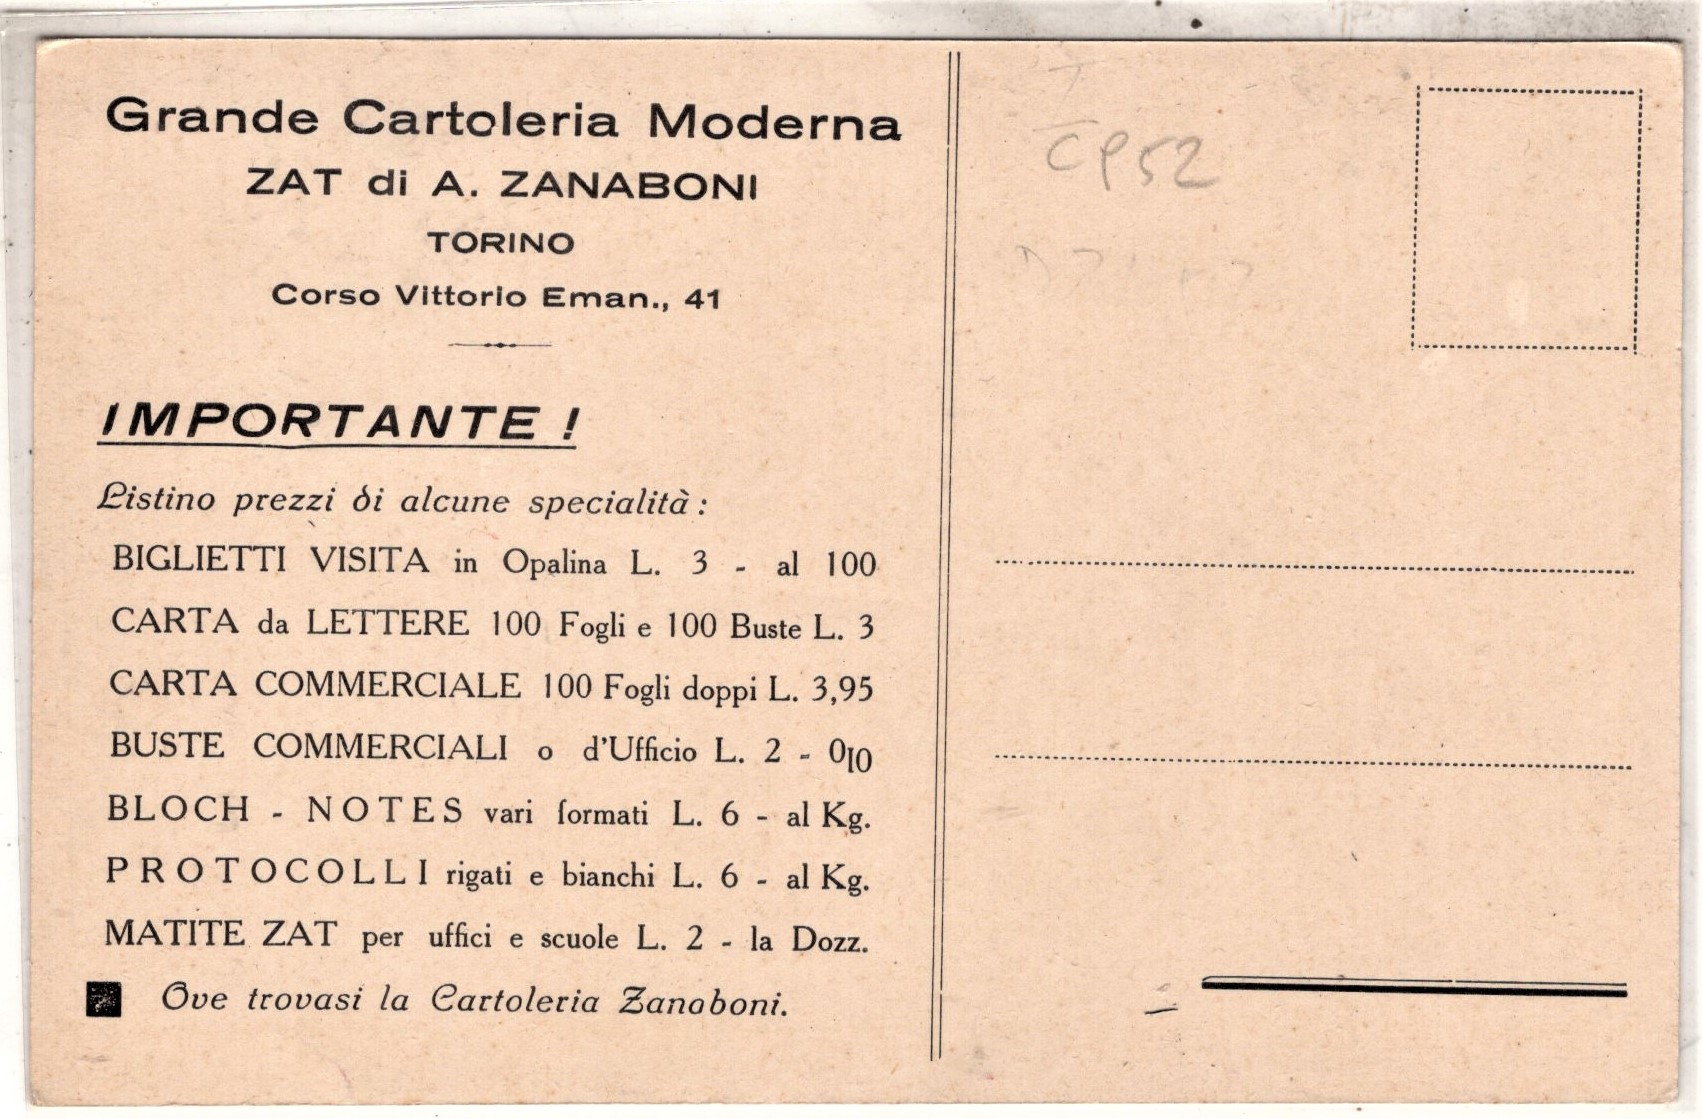 Grande Cartoleria Moderna
ZAT di A. ZANABONI
TORINO
Corso Vittorio Eman., 41
IMPORTANTE !
Listino prezzi di alcune specialità :
BIGLIETTI VISITA in Opalina L. 3 - al 100
CARTA da LETTERE 100 Fogli e 100 Buste L. 3
CARTA COMMERCIALE 100 Fogli doppi L. 3,95
BUSTE COMMERCIALI o d'Ufficio L. 2 - 0|0
BLOCH - NOTES vari formati L. 6 - al Kg.
PROTOCOLLI rigati e bianchi L. 6 - al Kg.
MATITE ZAT per uffici e scuole L. 2 - la Dozz.
Ove trovasi la Cartoleria Zanaboni.
CP52